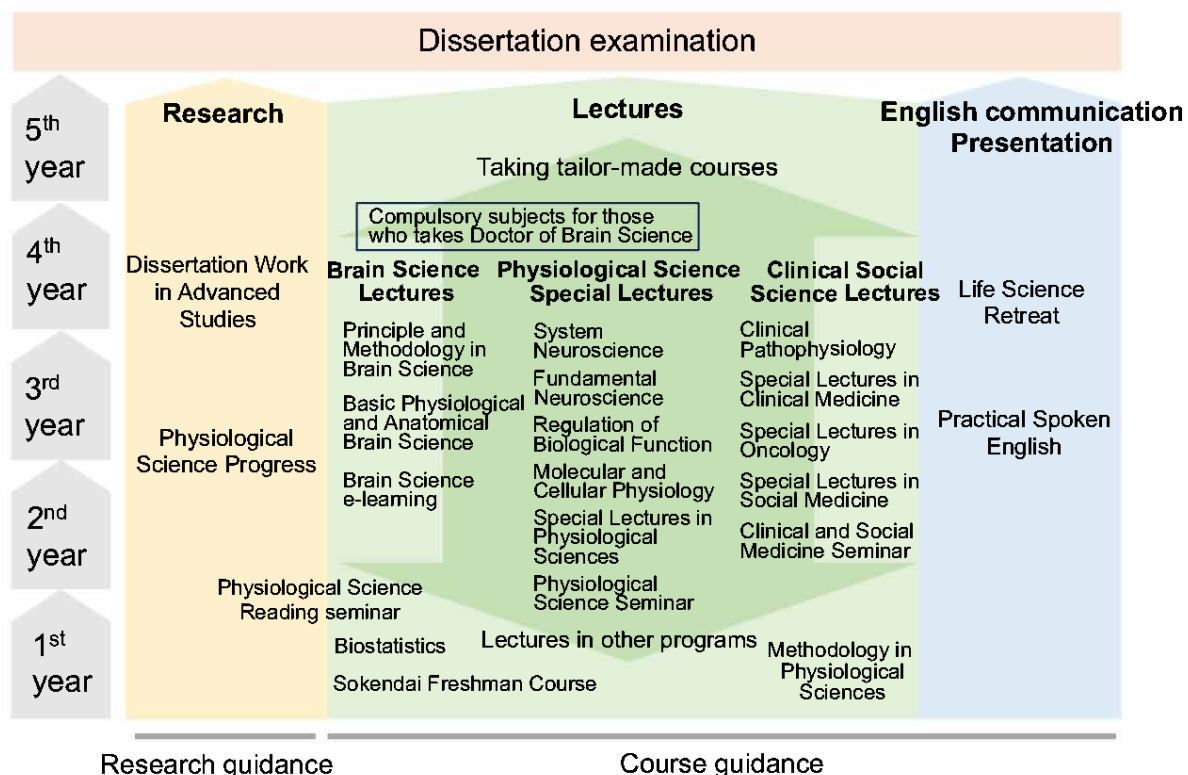 Dissertation examination
5th
year
4th
year
3rd
year
2nd
year
1st
year
Research
Dissertation Work
in Advanced
Studies
Physiological
Science Progress
Physiological Science
Reading seminar
Lectures
Taking tailor-made courses
Compulsory subjects for those
who takes Doctor of Brain Science
Brain Science
Lectures
Principle and
Methodology in
Brain Science
Basic Physiological
and Anatomical
Brain Science
Brain Science
e-learning
Physiological Science
Special Lectures
System
Neuroscience
Fundamental
Neuroscience
Regulation of
Biological Function
Molecular and
Cellular Physiology
Special Lectures in
Physiological
Sciences
Physiological
Science Seminar
Clinical Social
Science Lectures
Clinical
Pathophysiology
Special Lectures in
Clinical Medicine
Special Lectures in
Oncology
Special Lectures in
Social Medicine
Clinical and Social
Medicine Seminar
Lectures in other programs
Biostatistics
Sokendai Freshman Course
Methodology in
Physiological
Sciences
English communication
Presentation
Life Science
Retreat
Practical Spoken
English
Research guidance
Course guidance